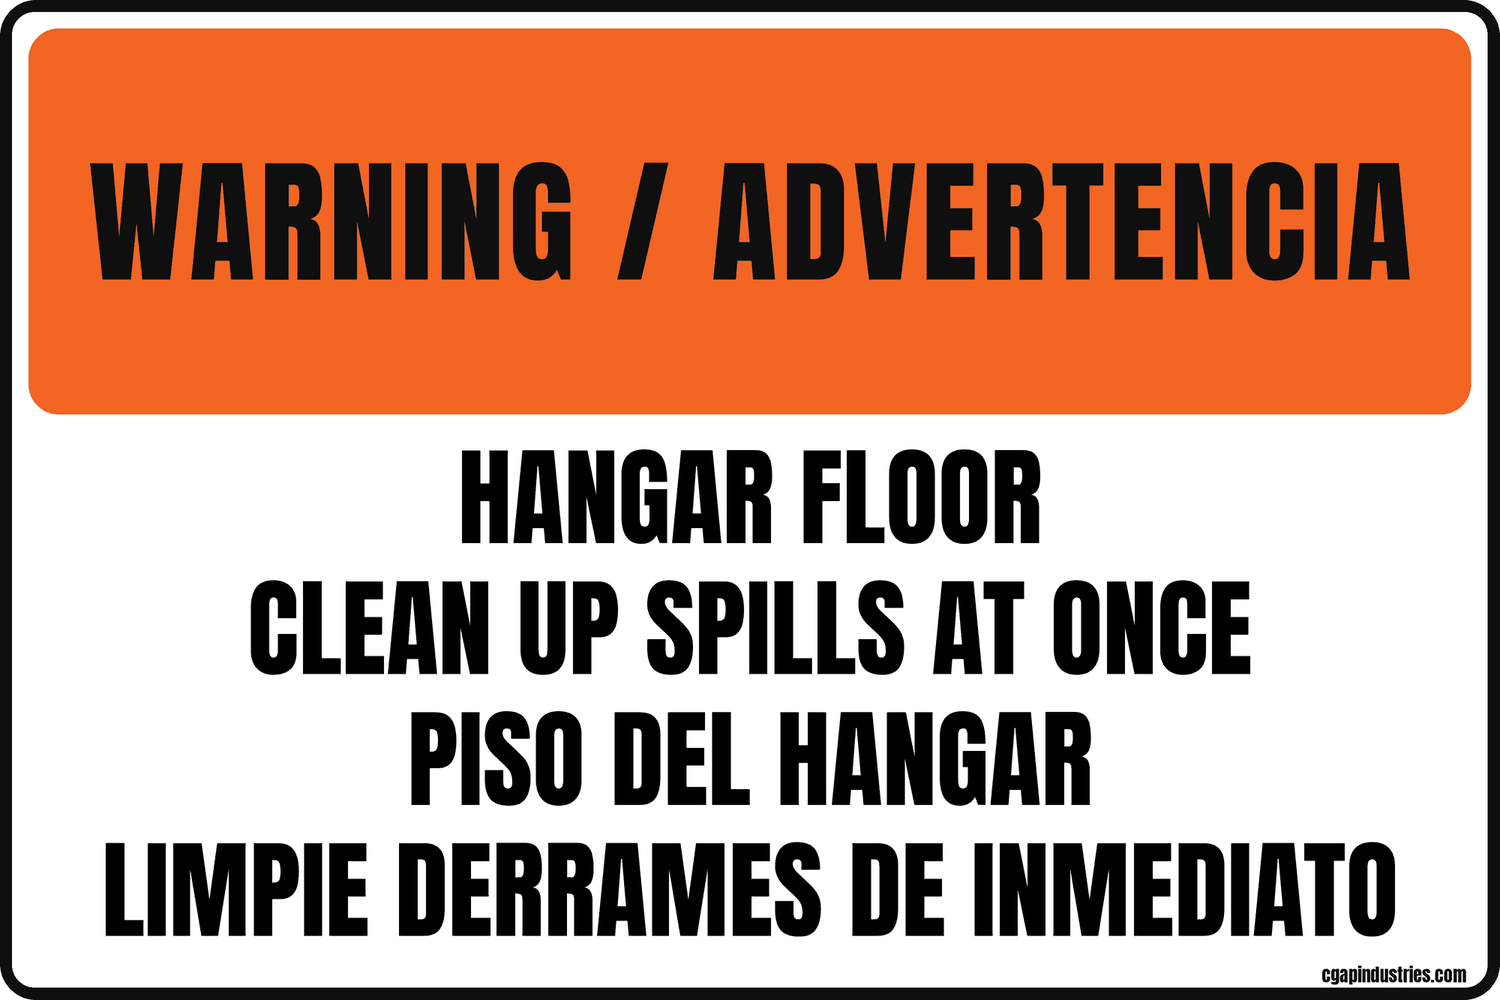 WARNING / ADVERTENCIA
HANGAR FLOOR
CLEAN UP SPILLS AT ONCE
PISO DEL HANGAR
LIMPIE DERRAMES DE INMEDIATO
cgapindustries.com